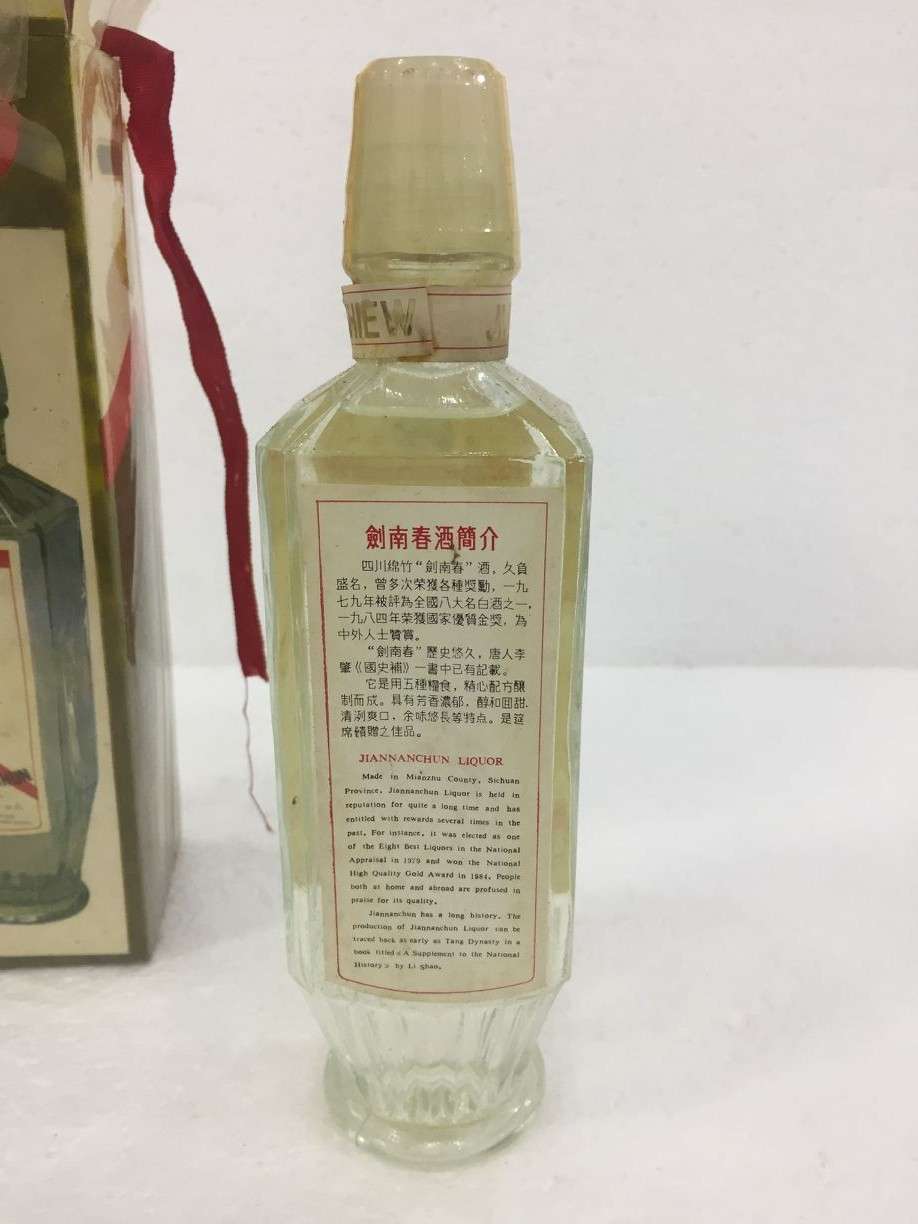 HIEW J
劍南春酒簡介
四川绵竹“劍南春”酒，久負
盛名，曾多次荣獲各種獎勵，一九
七九年被評為全國八大名白酒之一，
一九八四年荣獲國家優質金獎，為
中外人士贊賞。
“劍南春”歷史悠久，唐人李
肇《國史補》一書中已有記載。
它是用五種糧食，精心配方釀
制而成。具有芳香濃郁，醇和回甜，
清洌爽口，余味悠長等特点。是筵
席礩贈之佳品。
JIANNANCHUN LIQUOR
Made in Mianzhu County, Sichuan
Province, Jiannanchun Liquor is held in
reputation for quite a long time and has
entitled with rewards several times in the
past. For instance, it was elected as one
of the Eight Best Liquors in the National
Appraisal in 1979 and won the National
High Quality Gold Award in 1984. People
both at home and abroad are profused in
praise for its quality.
Jiannanchun has a long history. The
production of Jiannanchun Liquor can be
traced back as early as Tang Dynasty in a
book titled《A Supplement to the National
History》 by Li Shao.